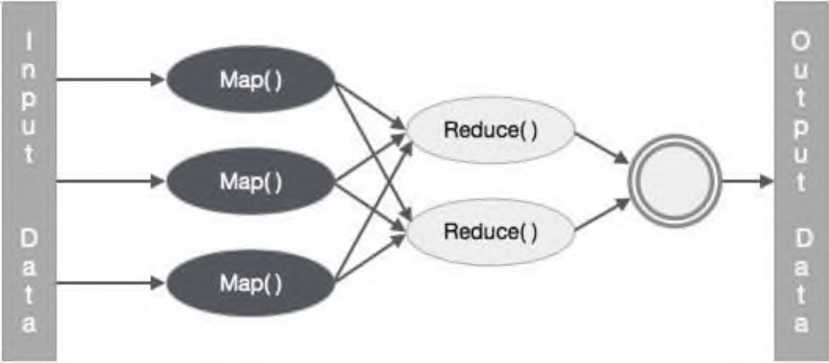 Input Data
Map()
Map()
Map()
Reduce()
Reduce()
Output Data